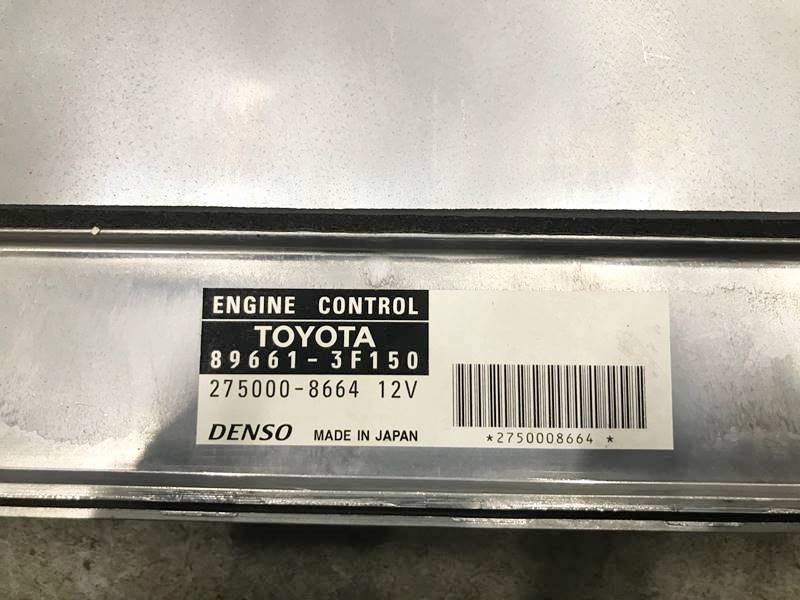 ENGINE CONTROL
TOYOTA
89661-3F150
275000-8664 12V
DENSO MADE IN JAPAN
*2750008664 *